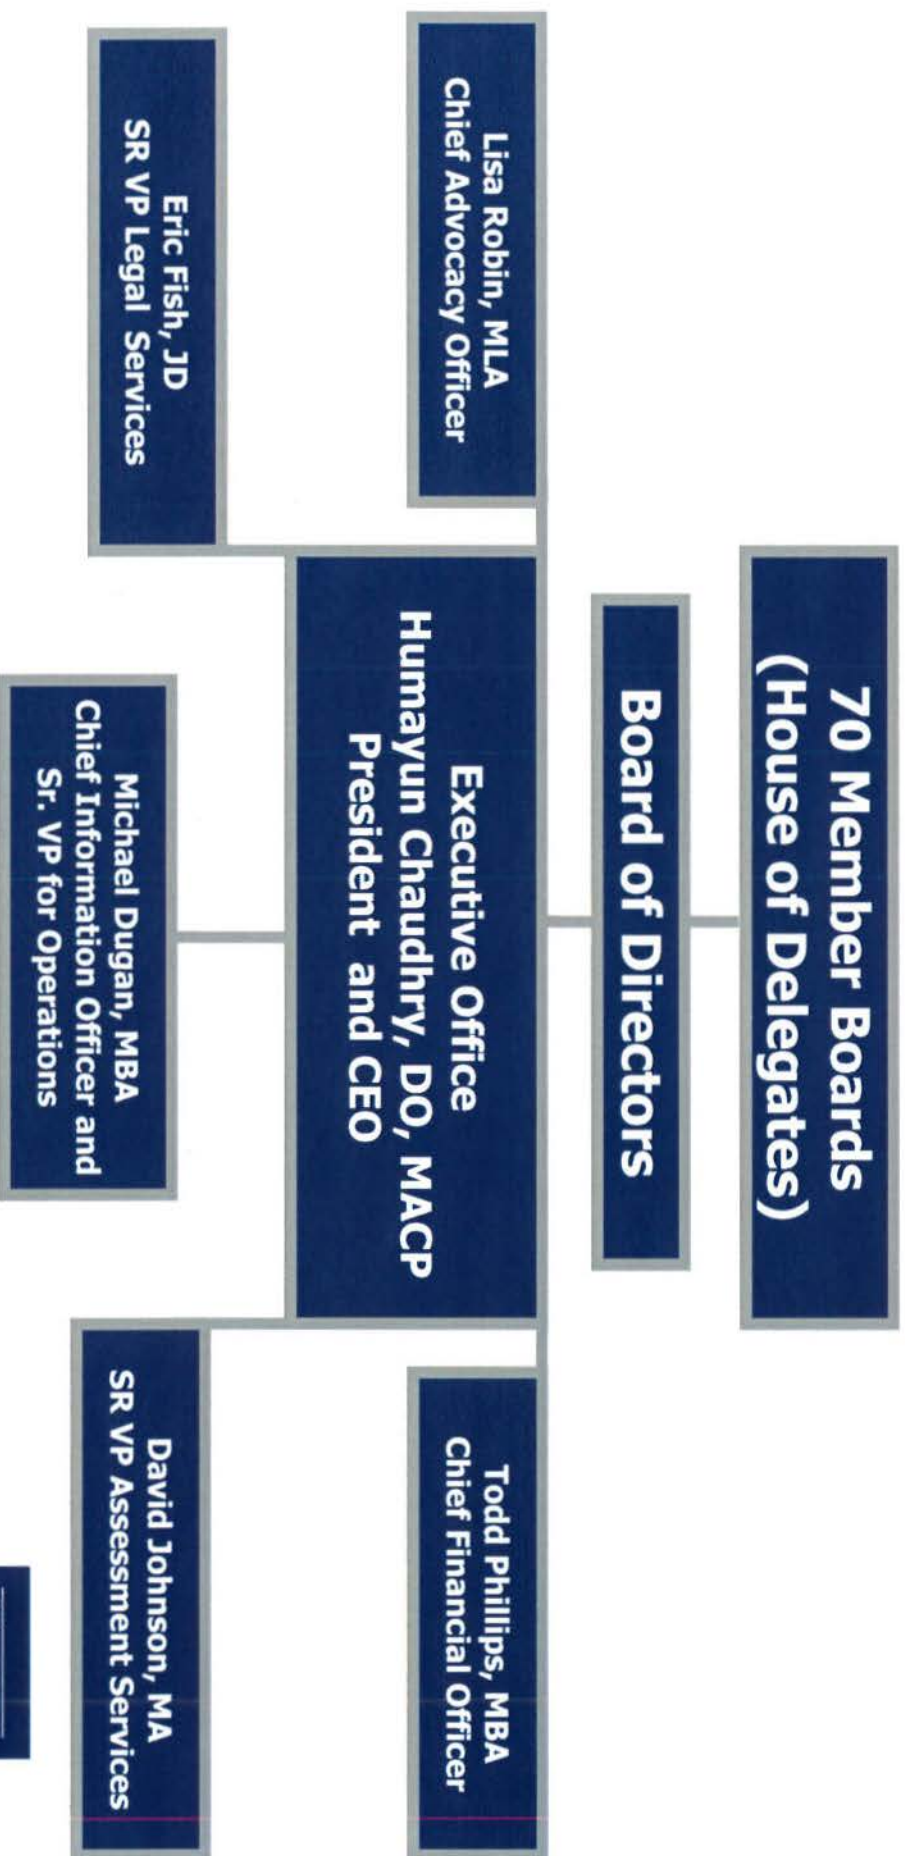 70 Member Boards
(House of Delegates)
Board of Directors
Executive Office
Humayun Chaudhry, DO, MACP
President and CEO
Lisa Robin, MLA
Chief Advocacy Officer
Todd Phillips, MBA
Chief Financial Officer
Eric Fish, JD
SR VP Legal Services
Michael Dugan, MBA
Chief Information Officer and
Sr. VP for Operations
David Johnson, MA
SR VP Assessment Services